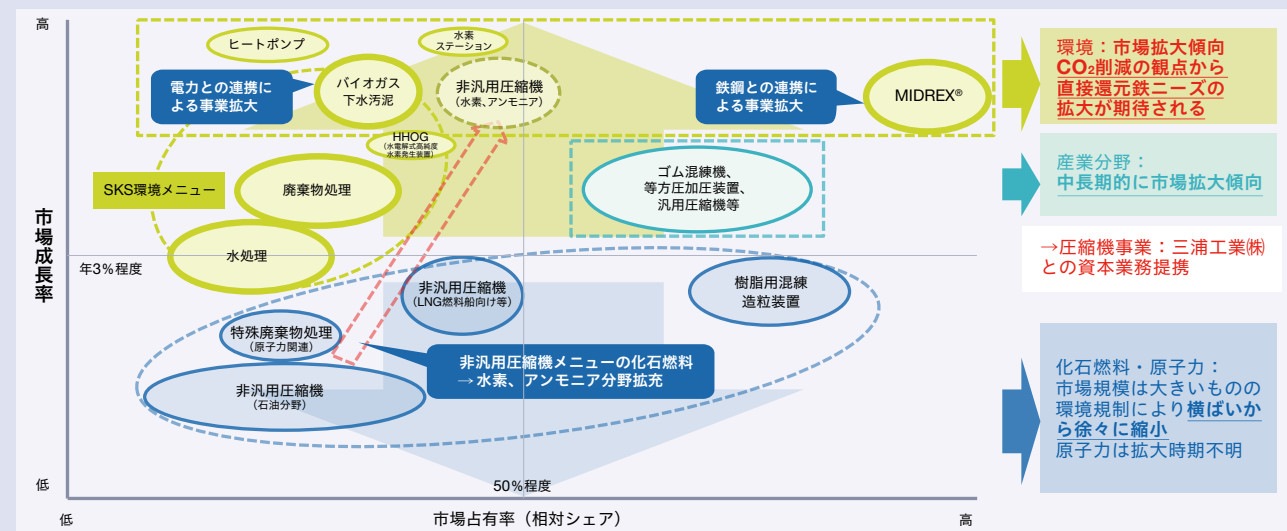 高
市場成長率
低
年3%程度
ヒートポンプ
水素
ステーション
電力との連携に
よる事業拡大
バイオガス
下水汚泥
非汎用圧縮機
(水素、アンモニア)
鉄鋼との連携に
よる事業拡大
MIDREX®
HHOG
(水電解式高純度
水素発生装置)
SKS環境メニュー
廃棄物処理
ゴム混練機、
等方圧加圧装置、
汎用圧縮機等
水処理
非汎用圧縮機
(LNG燃料船向け等)
樹脂用混練
造粒装置
特殊廃棄物処理
(原子力関連)
非汎用圧縮機メニューの化石燃料
→水素、アンモニア分野拡充
非汎用圧縮機
(石油分野)
50%程度
低
市場占有率(相対シェア)
高
環境:市場拡大傾向
CO₂削減の観点から
直接還元鉄ニーズの
拡大が期待される
産業分野:
中長期的に市場拡大傾向
→圧縮機事業:三浦工業㈱
との資本業務提携
化石燃料・原子力:
市場規模は大きいものの
環境規制により横ばいか
ら徐々に縮小
原子力は拡大時期不明